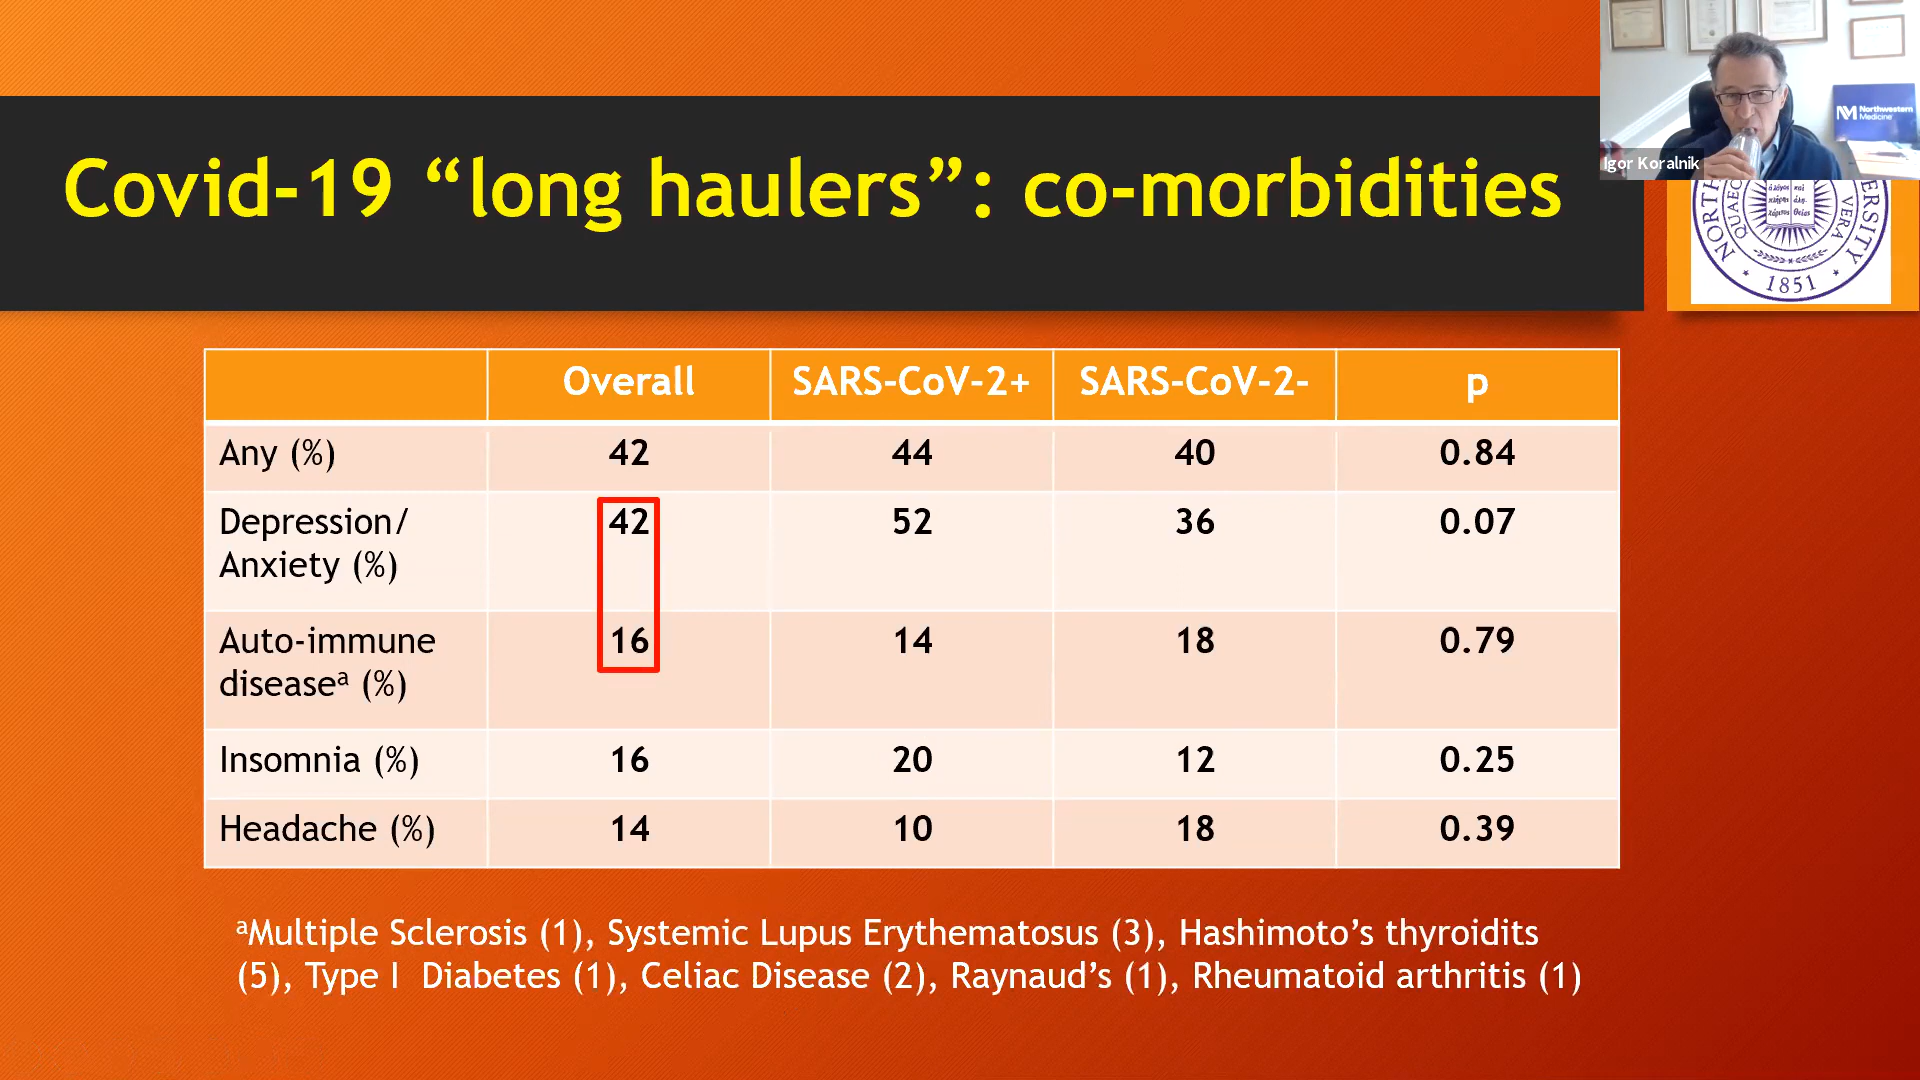 Northwestern
Medicine
Igor Koralnik
Covid-19 “long haulers”: co-morbidities
1851
Overall SARS-CoV-2+ SARS-CoV-2- p
Any (%) 42 44 40 0.84
Depression/
Anxiety (%) 42 52 36 0.07
Auto-immune
diseaseᵃ (%) 16 14 18 0.79
Insomnia (%) 16 20 12 0.25
Headache (%) 14 10 18 0.39
ᵃMultiple Sclerosis (1), Systemic Lupus Erythematosus (3), Hashimoto’s thyroidits
(5), Type I Diabetes (1), Celiac Disease (2), Raynaud’s (1), Rheumatoid arthritis (1)